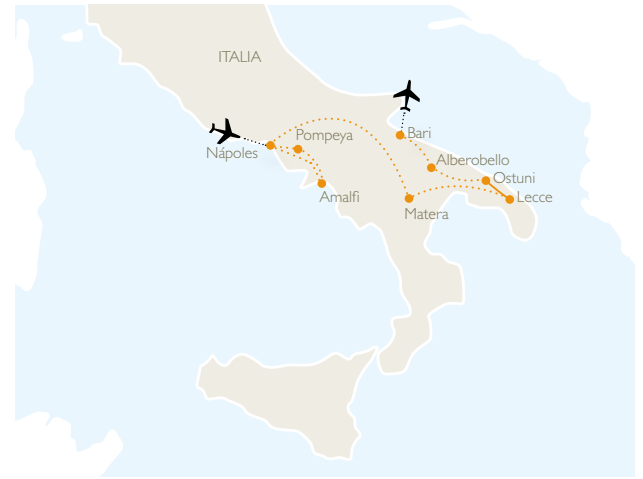 ITALIA
Pompeya
Bari
Nápoles
Alberobello
Ostuni
Amalfi
Lecce
Matera